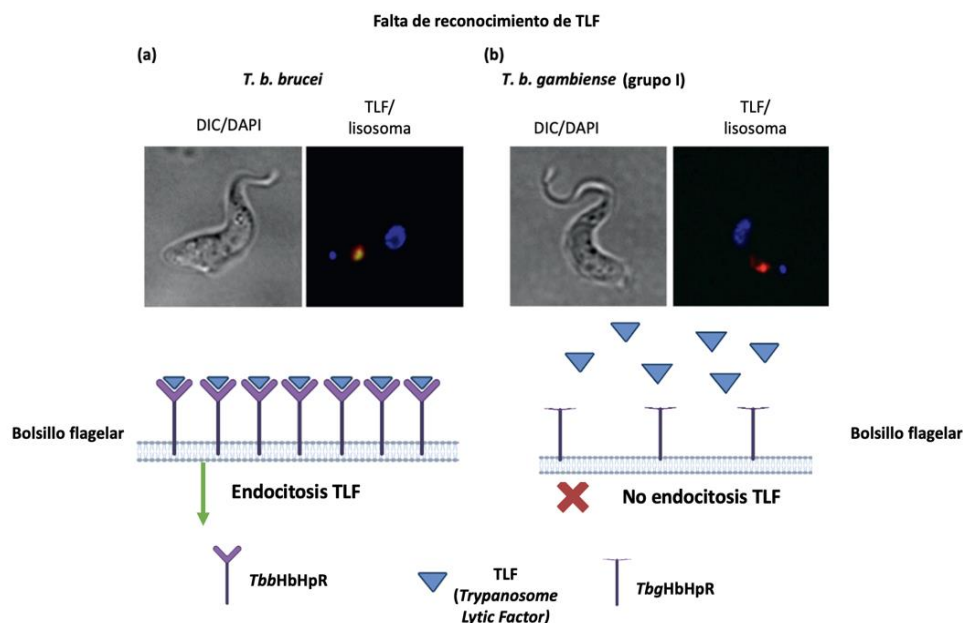 Falta de reconocimiento de TLF
(a)
T. b. brucei
DIC/DAPI
TLF/
lisosoma
(b)
T. b. gambiense (grupo I)
DIC/DAPI
TLF/
lisosoma
Bolsillo flagelar
Endocitosis TLF
Bolsillo flagelar
No endocitosis TLF
TbbHbHpR
TLF
(Trypanosome
Lytic Factor)
TbgHbHpR